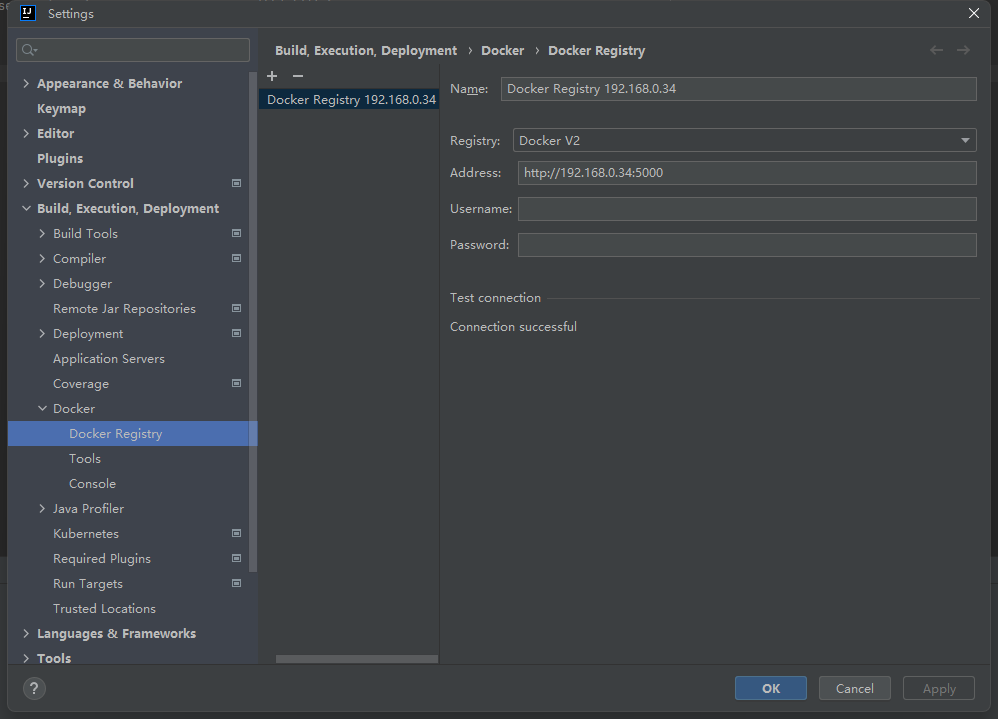 Settings
Appearance & Behavior
Keymap
Editor
Plugins
Version Control
Build, Execution, Deployment
Build Tools
Compiler
Debugger
Remote Jar Repositories
Deployment
Application Servers
Coverage
Docker
Docker Registry
Tools
Console
Java Profiler
Kubernetes
Required Plugins
Run Targets
Trusted Locations
Languages & Frameworks
Tools
Build, Execution, Deployment › Docker › Docker Registry
Docker Registry 192.168.0.34
Name: Docker Registry 192.168.0.34
Registry: Docker V2
Address: http://192.168.0.34:5000
Username:
Password:
Test connection
Connection successful
?
OK Cancel Apply